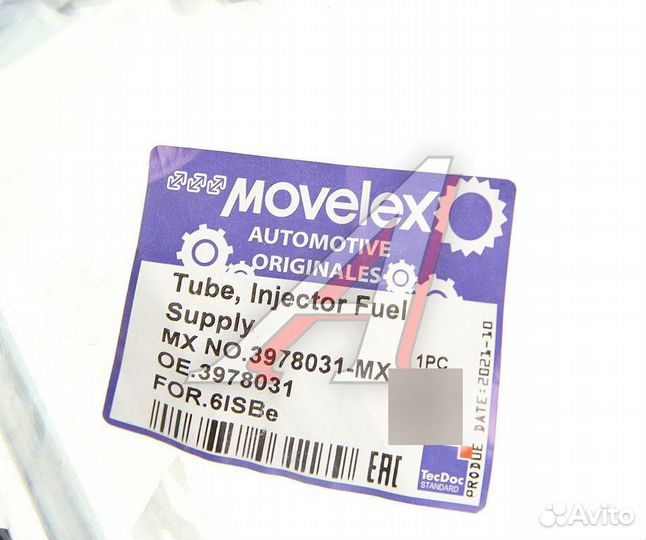 MOVelex
AUTOMOTIVE
ORIGINALES
Tube, Injector Fuel
Supply
MX NO.3978031-MX
1PC
OE.3978031
FOR.6ISBe
EAC
TecDoc
STANDARD
PRODUE DATE:2021-10
Avito